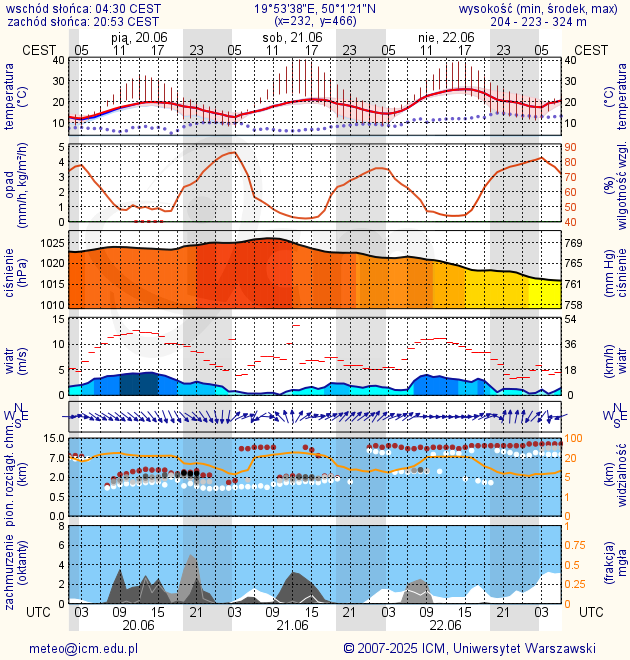 wschód słońca: 04:30 CEST 19°53'38"E, 50°1'21"N wysokość (min, środek, max)
zachód słońca: 20:53 CEST (x=232, y=466) 204 - 223 - 324 m
pią, 20.06 sob, 21.06 nie, 22.06
CEST 05 11 17 23 05 11 17 23 05 11 17 23 05 CEST
temperatura (°C) 40 30 20 10 40 30 20 10 (°C) temperatura
opad (mm/h, kg/m²/h) 5 4 3 2 1 0 90 80 70 60 50 40 (%) wilgotność wzgl.
ciśnienie (hPa) 1025 1020 1015 1010 769 765 761 758 (mm Hg) ciśnienie
wiatr (m/s) 15 10 5 0 54 36 18 0 (km/h) wiatr
N W E S N W E S
pion. rozciągł. chm. (km) 15.0 7.0 2.0 0.5 0.0 100 20 5 1 0 (km) widzialność
zachmurzenie (oktanty) 8 6 4 2 0 1 0.75 0.5 0.25 0 (frakcja) mgła
UTC 03 09 15 21 03 09 15 21 03 09 15 21 03 UTC
20.06 21.06 22.06
meteo@icm.edu.pl © 2007-2025 ICM, Uniwersytet Warszawski